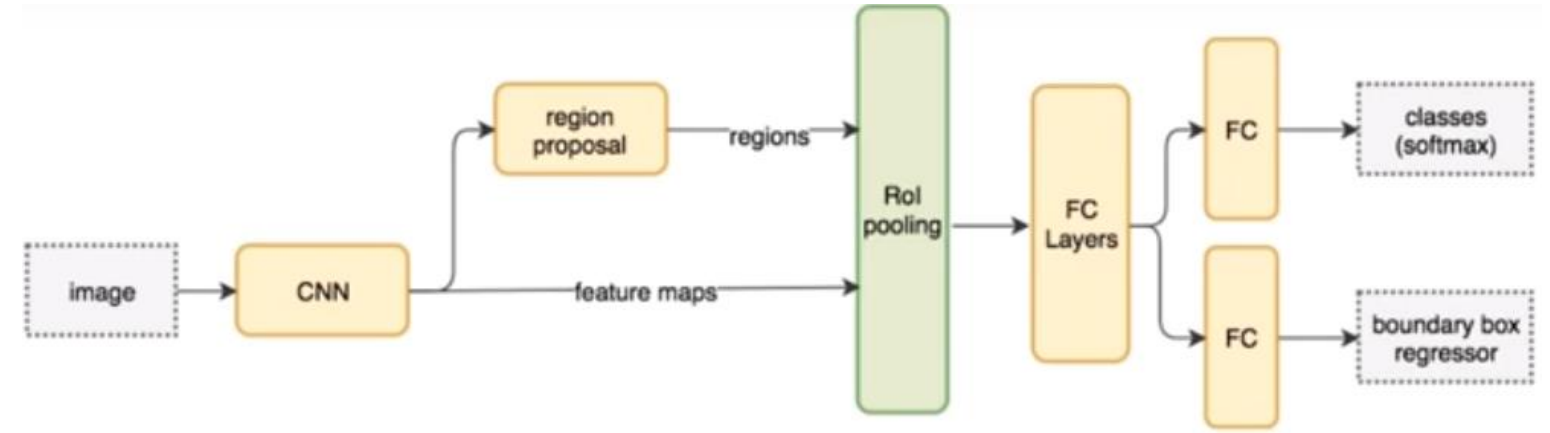 image
CNN
region
proposal
regions
feature maps
RoI
pooling
FC
Layers
FC
classes
(softmax)
FC
boundary box
regressor